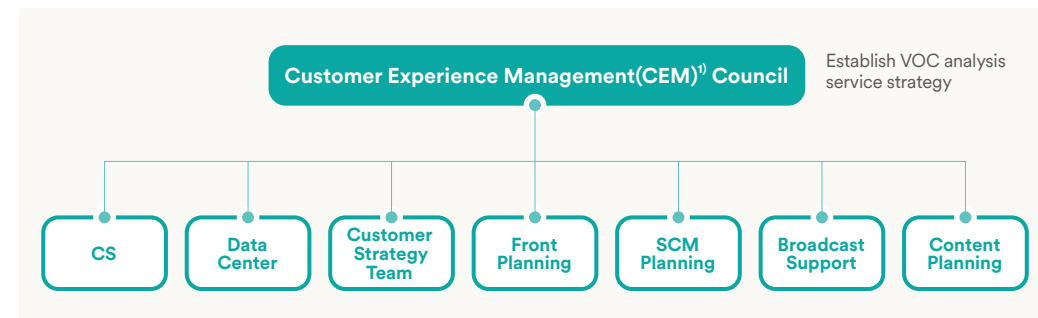 Customer Experience Management(CEM)¹⁾ Council
Establish VOC analysis
service strategy
CS
Data
Center
Customer
Strategy
Team
Front
Planning
SCM
Planning
Broadcast
Support
Content
Planning